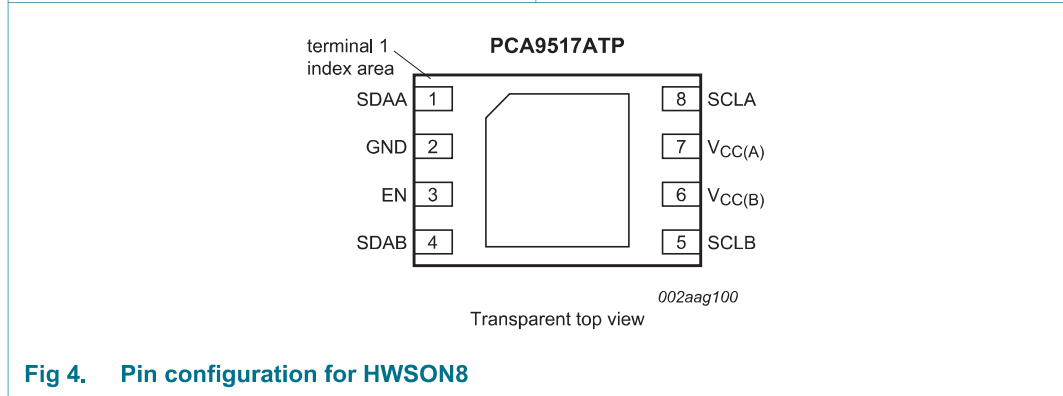 terminal 1
index area
PCA9517ATP
SDAA 1
8 SCLA
GND 2
7 VCC(A)
EN 3
6 VCC(B)
SDAB 4
5 SCLB
002aag100
Transparent top view
Fig 4. Pin configuration for HWSON8